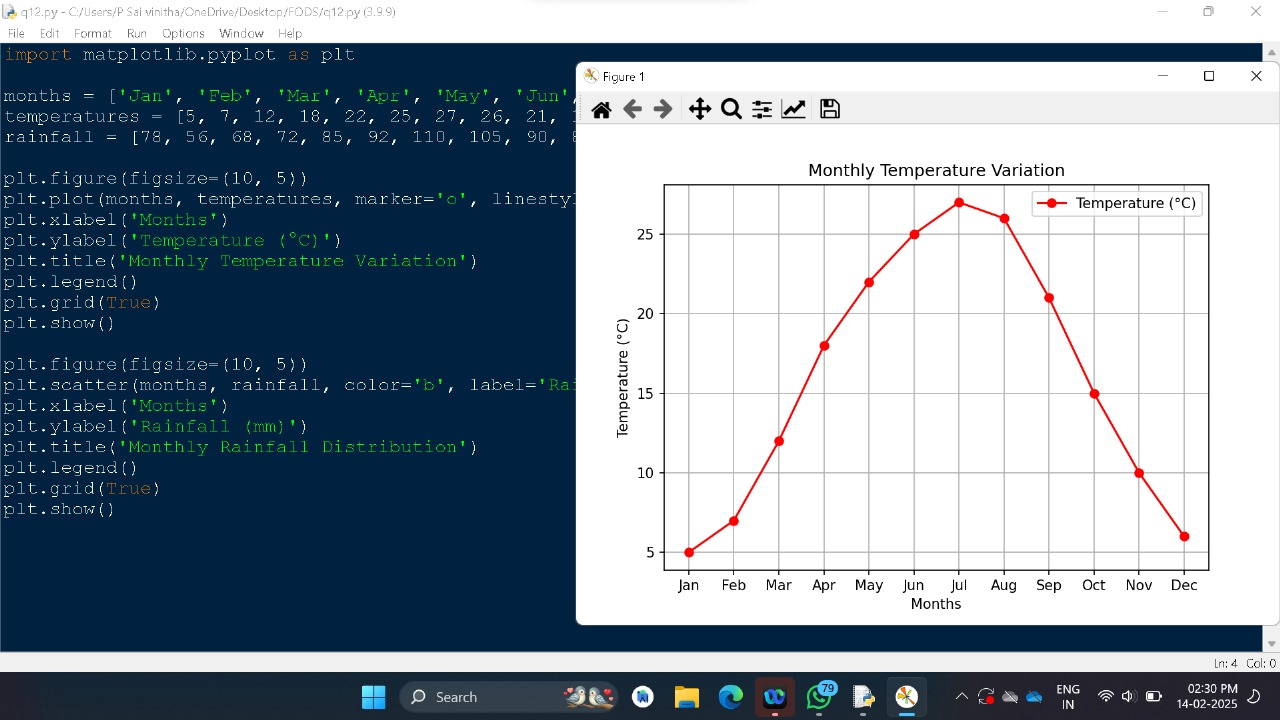 q12.py - C:/Users/P Sai vinitha/OneDrive/Desktop/FODS/q12.py (3.9.9)
File Edit Format Run Options Window Help
import matplotlib.pyplot as plt
months = ['Jan', 'Feb', 'Mar', 'Apr', 'May', 'Jun',
= [5, 7, 12, 18, 22, 25, 27, 26, 21,
rainfall = [78, 56, 68, 72, 85, 92, 110, 105, 90,
plt.figure(figsize=(10, 5))
plt.plot(months, temperatures, marker='o', linestyl
plt.xlabel('Months')
plt.ylabel('Temperature (°C)')
plt.title('Monthly Temperature Variation')
plt.legend()
plt.grid(True)
plt.show()
plt.figure(figsize=(10, 5))
plt.scatter(months, rainfall, color='b', label='Rai
plt.xlabel('Months')
plt.ylabel('Rainfall (mm)')
plt.title('Monthly Rainfall Distribution')
plt.legend()
plt.grid(True)
plt.show()
Figure 1
Monthly Temperature Variation
Temperature (°C)
25
20
15
10
5
Temperature (°C)
Jan Feb Mar Apr May Jun Jul Aug Sep Oct Nov Dec
Months
Ln: 4 Col: 0
Search
79
ENG
IN
02:30 PM
14-02-2025